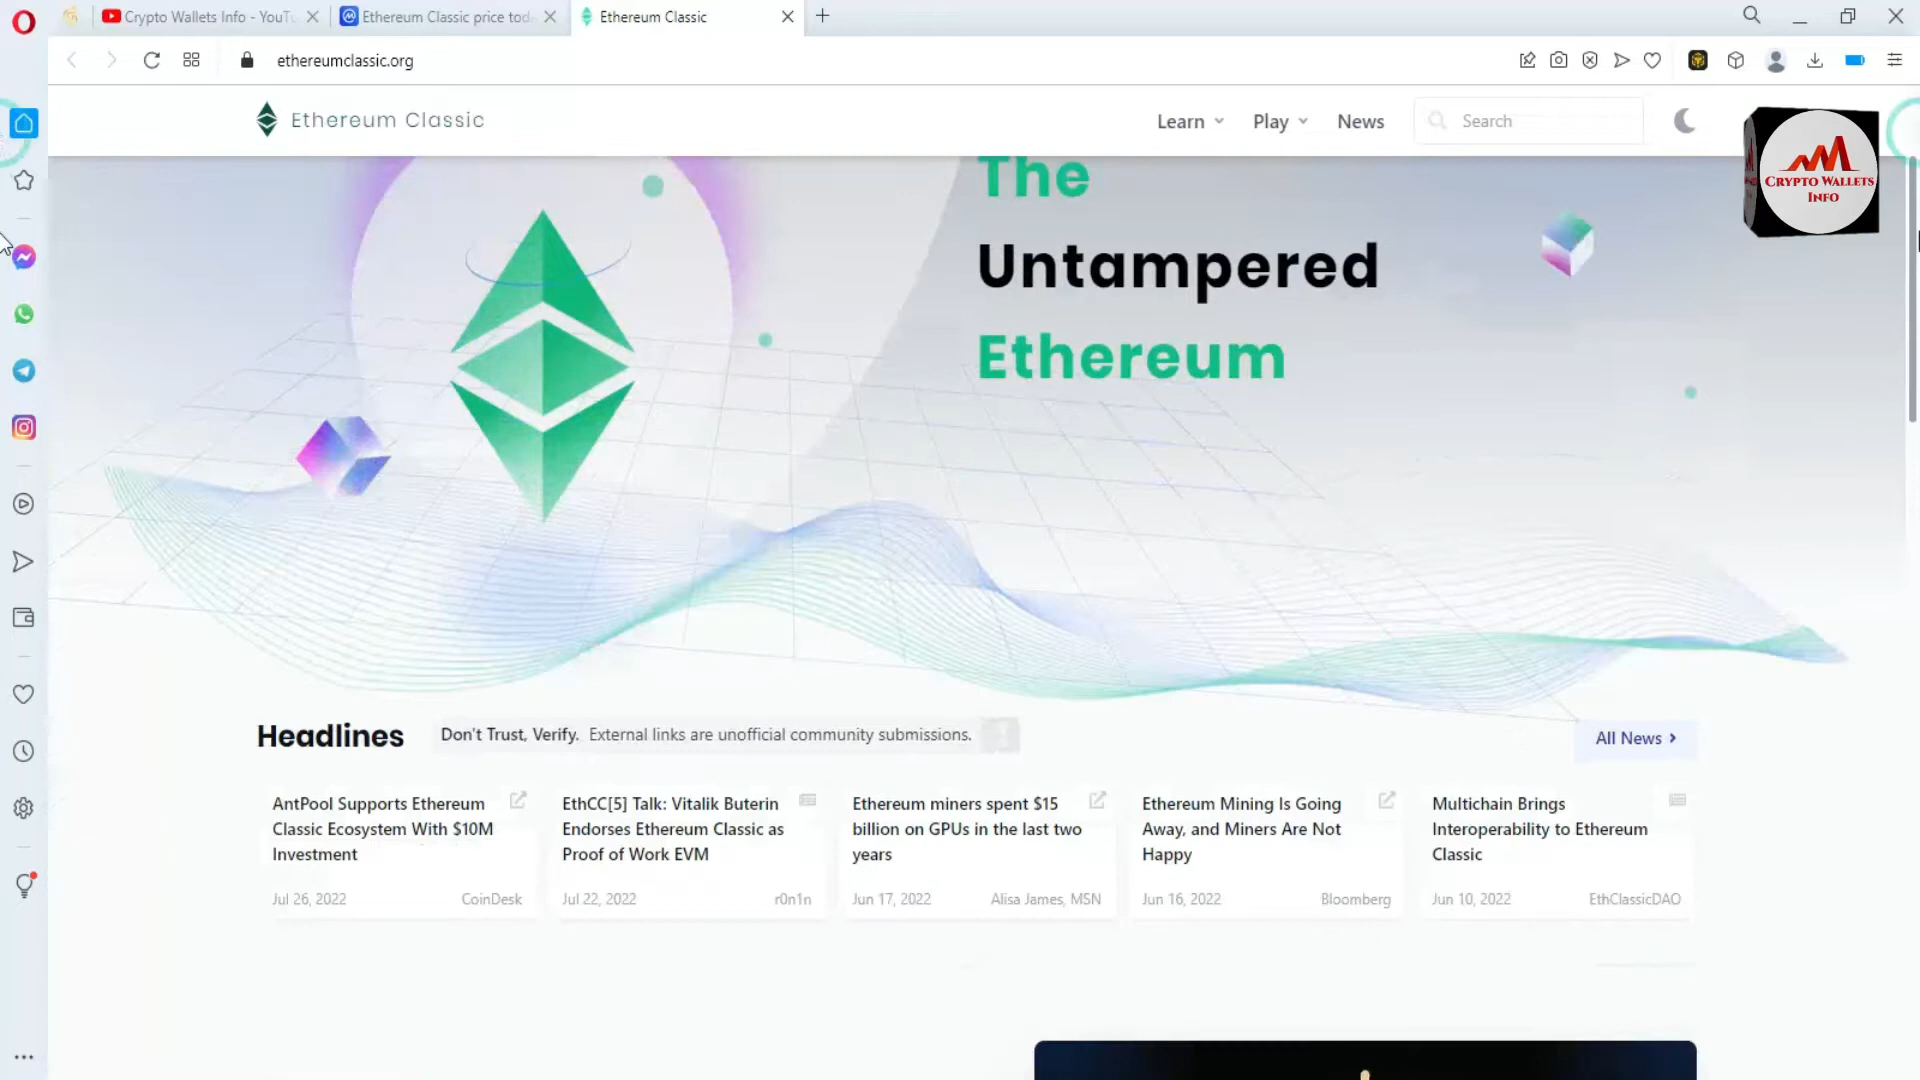 Crypto Wallets Info - YouT
Ethereum Classic price tod
Ethereum Classic
ethereumclassic.org
Ethereum Classic
Learn
Play
News
Search
CRYPTO WALLETS
INFO
The
Untampered
Ethereum
Headlines
Don't Trust, Verify. External links are unofficial community submissions.
All News
AntPool Supports Ethereum
Classic Ecosystem With $10M
Investment
Jul 26, 2022
CoinDesk
EthCC[5] Talk: Vitalik Buterin
Endorses Ethereum Classic as
Proof of Work EVM
Jul 22, 2022
r0n1n
Ethereum miners spent $15
billion on GPUs in the last two
years
Jun 17, 2022
Alisa James, MSN
Ethereum Mining Is Going
Away, and Miners Are Not
Happy
Jun 16, 2022
Bloomberg
Multichain Brings
Interoperability to Ethereum
Classic
Jun 10, 2022
EthClassicDAO